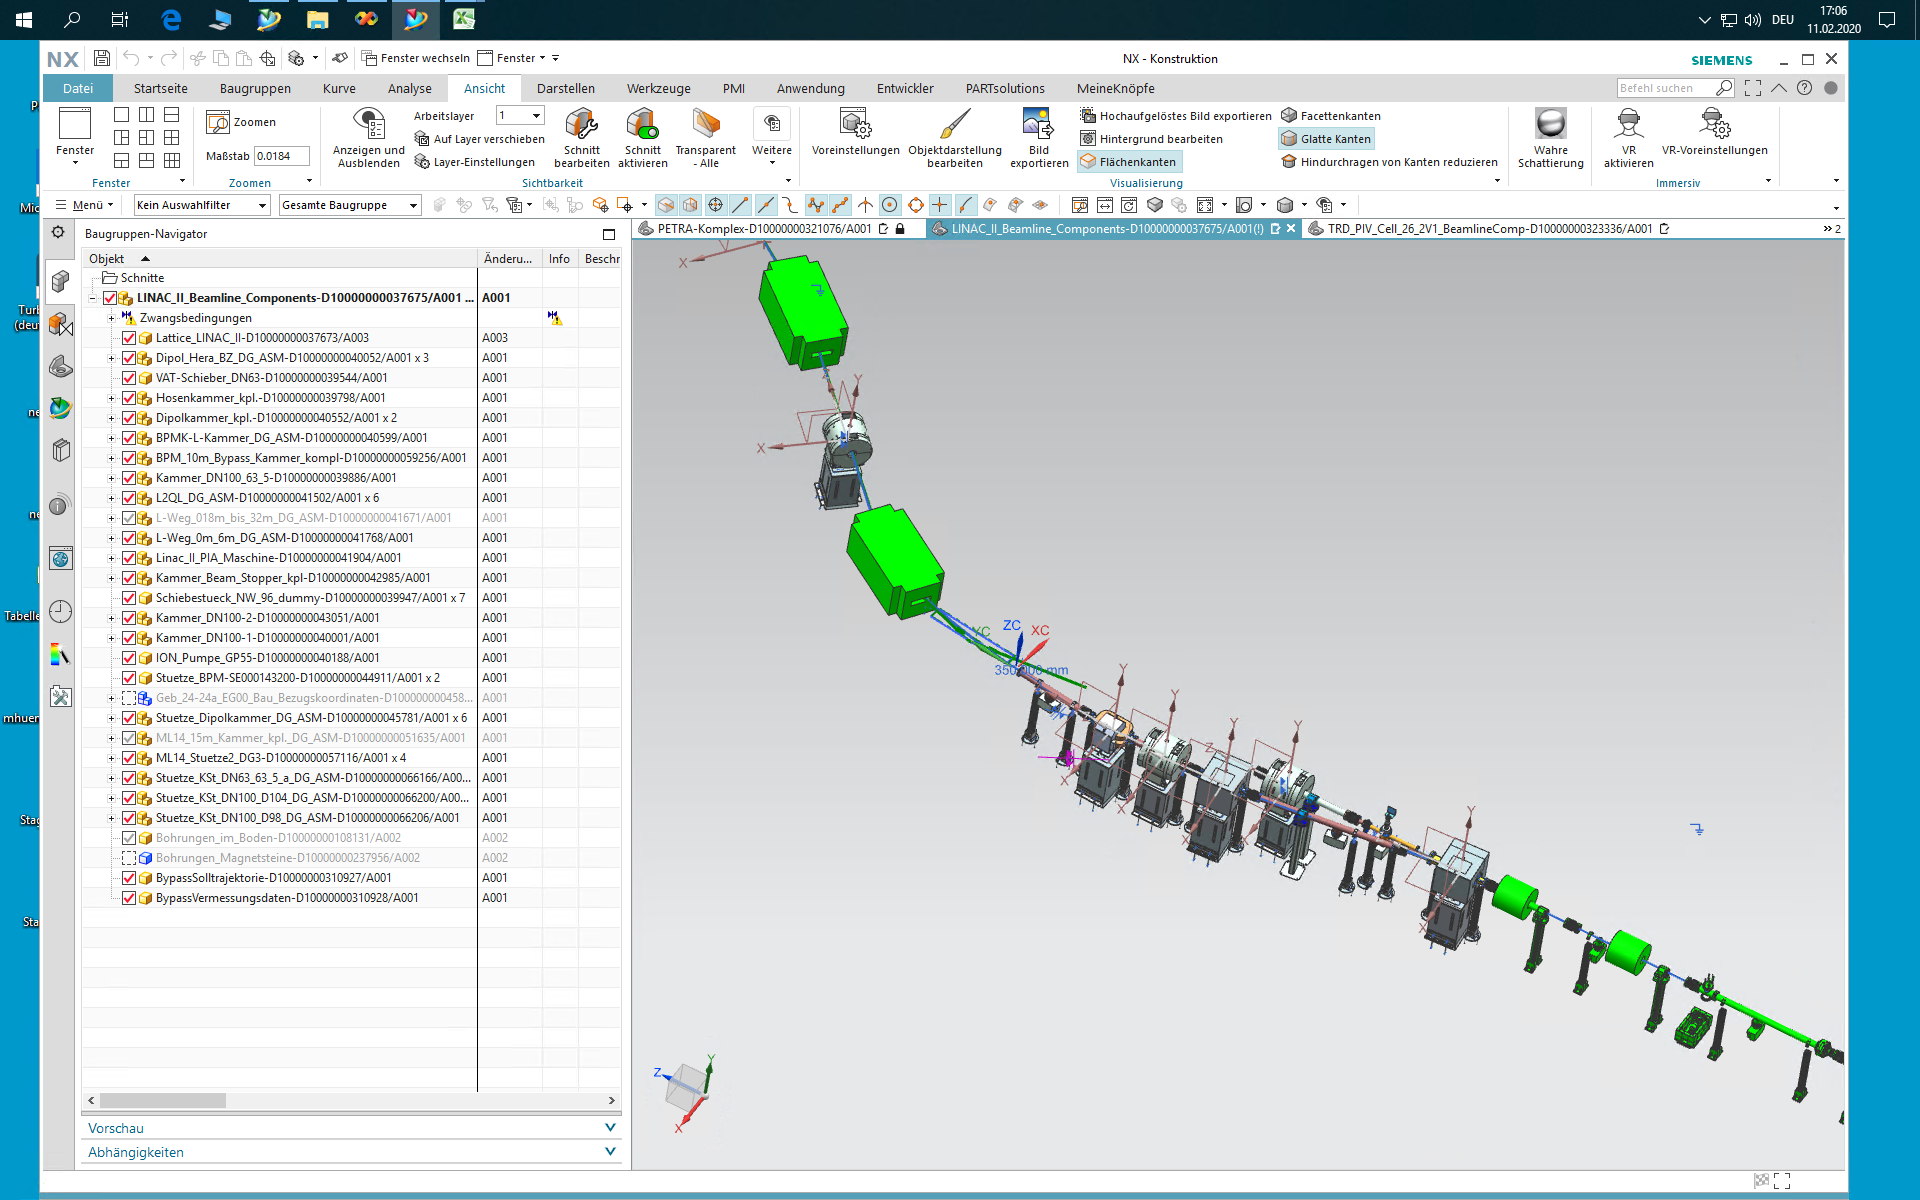 17:06
DEU
11.02.2020
NX
Fenster wechseln
Fenster
NX - Konstruktion
SIEMENS
Datei
Startseite
Baugruppen
Kurve
Analyse
Ansicht
Darstellen
Werkzeuge
PMI
Anwendung
Entwickler
PARTsolutions
MeineKnöpfe
Befehl suchen
Fenster
Zoomen
Maßstab 0.0184
Anzeigen und
Ausblenden
Arbeitslayer 1
Auf Layer verschieben
Layer-Einstellungen
Schnitt
bearbeiten
Schnitt
aktivieren
Transparent
- Alle
Weitere
Voreinstellungen
Objektdarstellung
bearbeiten
Bild
exportieren
Hochaufgelöstes Bild exportieren
Hintergrund bearbeiten
Flächenkanten
Facettenkanten
Glatte Kanten
Hindurchragen von Kanten reduzieren
Wahre
Schattierung
VR
aktivieren
VR-Voreinstellungen
Fenster
Zoomen
Sichtbarkeit
Visualisierung
Immersiv
Menü
Kein Auswahlfilter
Gesamte Baugruppe
Baugruppen-Navigator
PETRA-Komplex-D10000000321076/A001
LINAC_II_Beamline_Components-D10000000037675/A001(!)
TRD_PIV_Cell_26_2V1_BeamlineComp-D10000000323336/A001
2
Objekt
Änderu...
Info
Beschr
Schnitte
LINAC_II_Beamline_Components-D10000000037675/A001 ... A001
Zwangsbedingungen
Lattice_LINAC_II-D10000000037673/A003 A003
Dipol_Hera_BZ_DG_ASM-D10000000040052/A001 x 3 A001
VAT-Schieber_DN63-D10000000039544/A001 A001
Hosenkammer_kpl.-D10000000039798/A001 A001
Dipolkammer_kpl.-D10000000040552/A001 x 2 A001
BPMK-L-Kammer_DG_ASM-D10000000040599/A001 A001
BPM_10m_Bypass_Kammer_kompl-D10000000059256/A001 A001
Kammer_DN100_63_5-D10000000039886/A001 A001
L2QL_DG_ASM-D10000000041502/A001 x 6 A001
L-Weg_018m_bis_32m_DG_ASM-D10000000041671/A001 A001
L-Weg_0m_6m_DG_ASM-D10000000041768/A001 A001
Linac_II_PIA_Maschine-D10000000041904/A001 A001
Kammer_Beam_Stopper_kpl-D10000000042985/A001 A001
Schiebestueck_NW_96_dummy-D10000000039947/A001 x 7 A001
Kammer_DN100-2-D10000000043051/A001 A001
Kammer_DN100-1-D10000000040001/A001 A001
ION_Pumpe_GP55-D10000000040188/A001 A001
Stuetze_BPM-SE000143200-D10000000044911/A001 x 2 A001
Geb_24-24a_EG00_Bau_Bezugskoordinaten-D100000000458... A001
Stuetze_Dipolkammer_DG_ASM-D10000000045781/A001 x 6 A001
ML14_15m_Kammer_kpl._DG_ASM-D10000000051635/A001 A001
ML14_Stuetze2_DG3-D10000000057116/A001 x 4 A001
Stuetze_KSt_DN63_63_5_a_DG_ASM-D10000000066166/A00... A001
Stuetze_KSt_DN100_D104_DG_ASM-D10000000066200/A00... A001
Stuetze_KSt_DN100_D98_DG_ASM-D10000000066206/A001 A001
Bohrungen_im_Boden-D10000000108131/A002 A002
Bohrungen_Magnetsteine-D10000000237956/A002 A002
BypassSolltrajektorie-D10000000310927/A001 A001
BypassVermessungsdaten-D10000000310928/A001 A001
Vorschau
Abhängigkeiten
X
Y
X
YC
ZC
XC
Y
Y
Y
Y
Y
X
X
X
X
X
Z
Y
X
Mic
Turb
(deu
ne
ne
Tabelle
mhuen
Stag
Sta